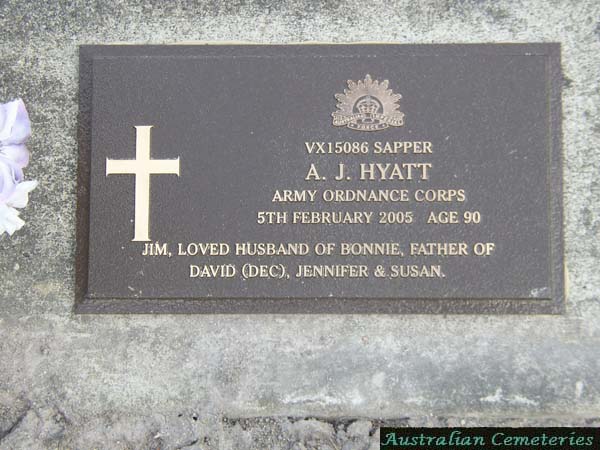 VX15086 SAPPER
A. J. HYATT
ARMY ORDNANCE CORPS
5TH FEBRUARY 2005 AGE 90
JIM, LOVED HUSBAND OF BONNIE, FATHER OF
DAVID (DEC), JENNIFER & SUSAN.
Australian Cemeteries